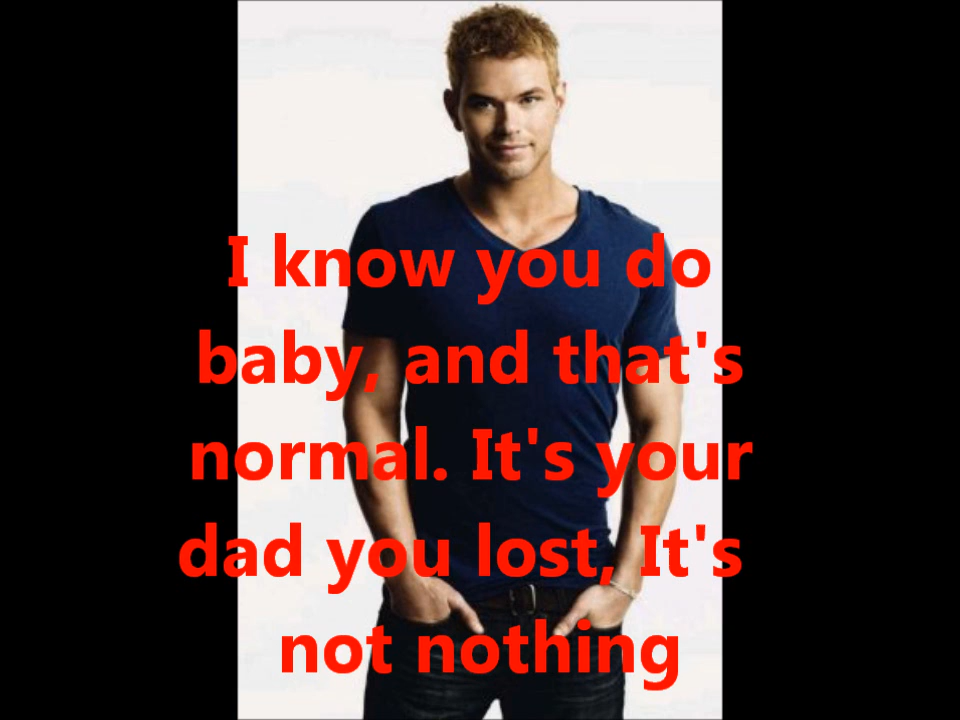 I know you do
baby, and that's
normal. It's your
dad you lost, It's
not nothing